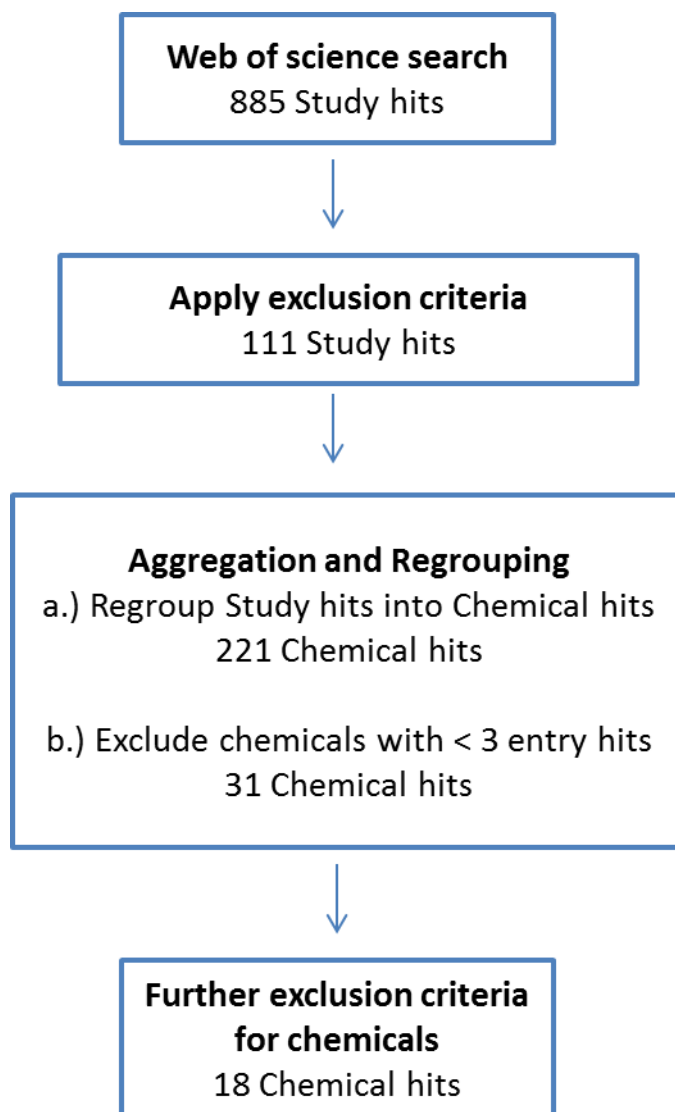 Web of science search
885 Study hits
Apply exclusion criteria
111 Study hits
Aggregation and Regrouping
a.) Regroup Study hits into Chemical hits
221 Chemical hits
b.) Exclude chemicals with < 3 entry hits
31 Chemical hits
Further exclusion criteria
for chemicals
18 Chemical hits